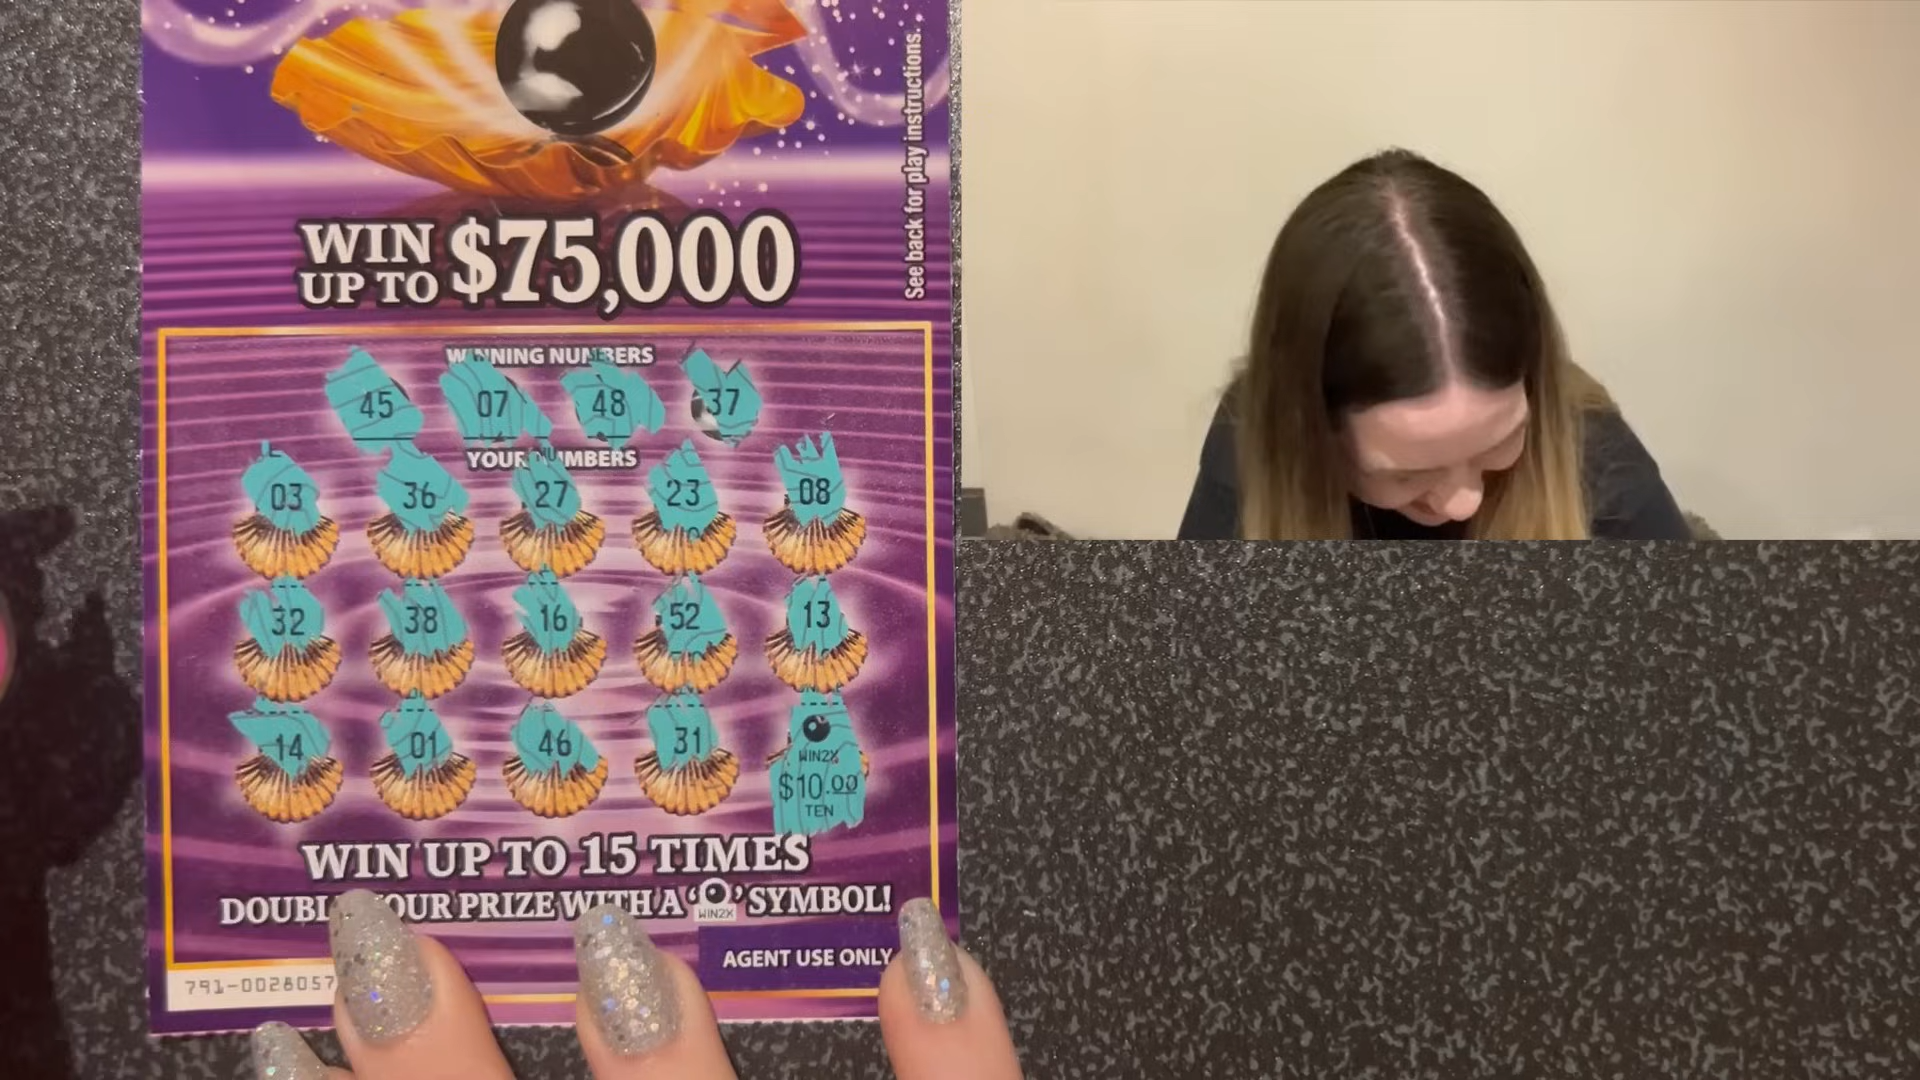 See back for play instructions.
WIN UP TO $75,000
WINNING NUMBERS
45 07 48 37
YOUR NUMBERS
03 36 27 23 08
32 38 16 52 13
14 01 46 31
WIN2X
$10.00
TEN
WIN UP TO 15 TIMES
DOUBLE YOUR PRIZE WITH A ' ' SYMBOL!
WIN2X
AGENT USE ONLY
791-0028057